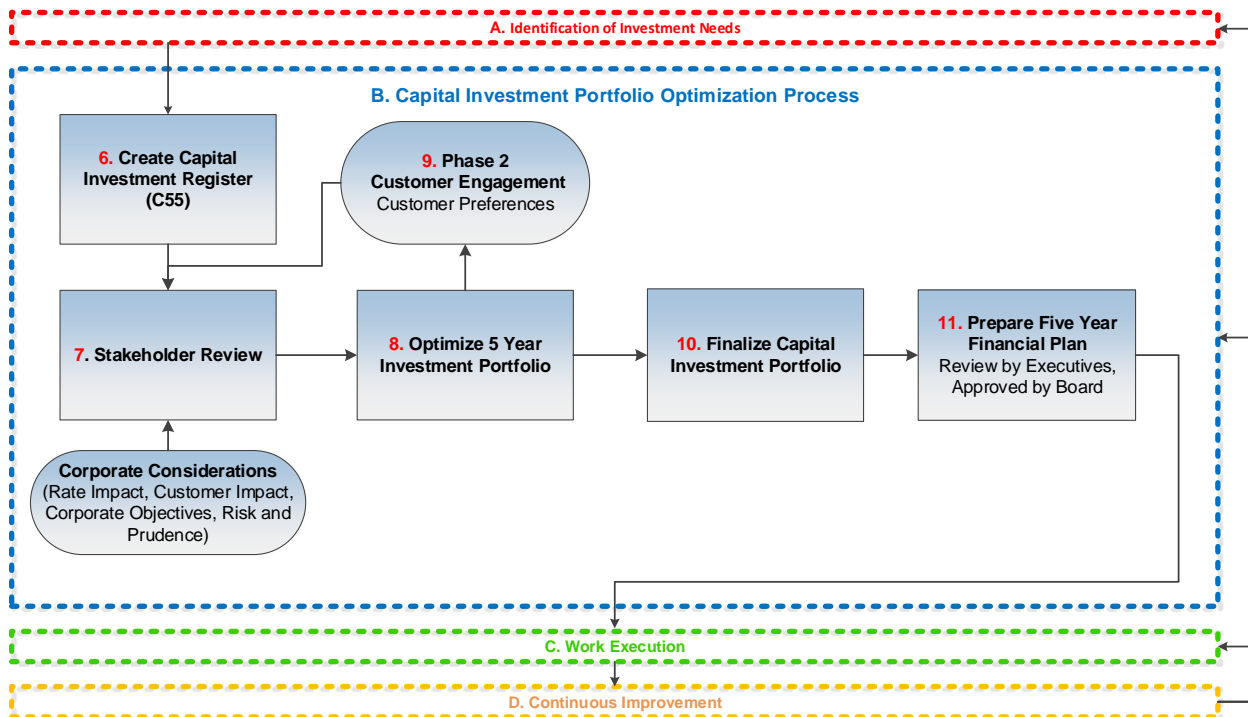 A. Identification of Investment Needs
B. Capital Investment Portfolio Optimization Process
6. Create Capital
Investment Register
(C55)
9. Phase 2
Customer Engagement
Customer Preferences
7. Stakeholder Review
8. Optimize 5 Year
Investment Portfolio
10. Finalize Capital
Investment Portfolio
11. Prepare Five Year
Financial Plan
Review by Executives,
Approved by Board
Corporate Considerations
(Rate Impact, Customer Impact,
Corporate Objectives, Risk and
Prudence)
C. Work Execution
D. Continuous Improvement